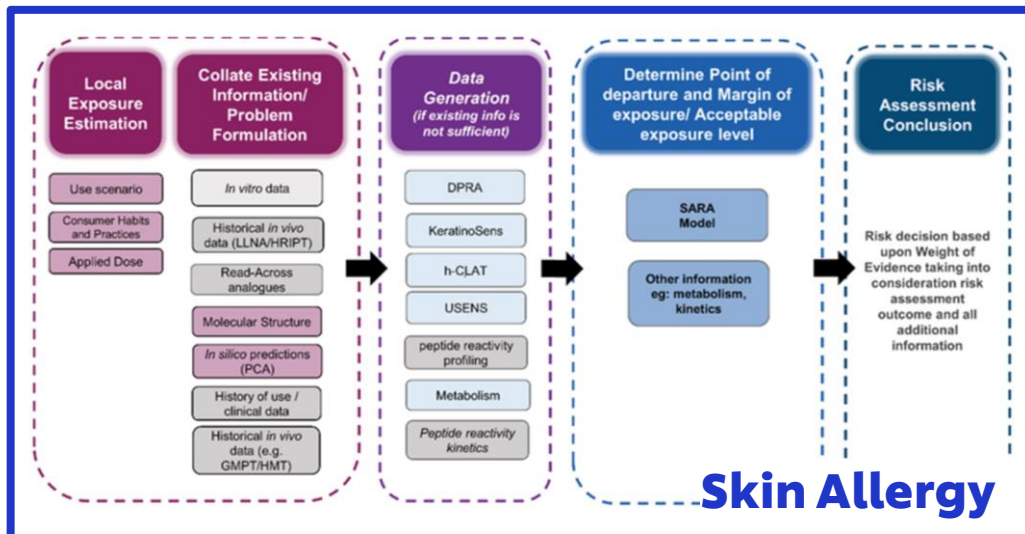 Local
Exposure
Estimation
Use scenario
Consumer Habits
and Practices
Applied Dose
Collate Existing
Information/
Problem
Formulation
In vitro data
Historical in vivo
data (LLNA/HRIPT)
Read-Across
analogues
Molecular Structure
In silico predictions
(PCA)
History of use /
clinical data
Historical in vivo
data (e.g.
GMPT/HMT)
Data
Generation
(if existing info is
not sufficient)
DPRA
KeratinoSens
h-CLAT
USENS
peptide reactivity
profiling
Metabolism
Peptide reactivity
kinetics
Determine Point of
departure and Margin of
exposure/ Acceptable
exposure level
SARA
Model
Other information
eg: metabolism,
kinetics
Risk
Assessment
Conclusion
Risk decision based
upon Weight of
Evidence taking into
consideration risk
assessment
outcome and all
additional
information
Skin Allergy